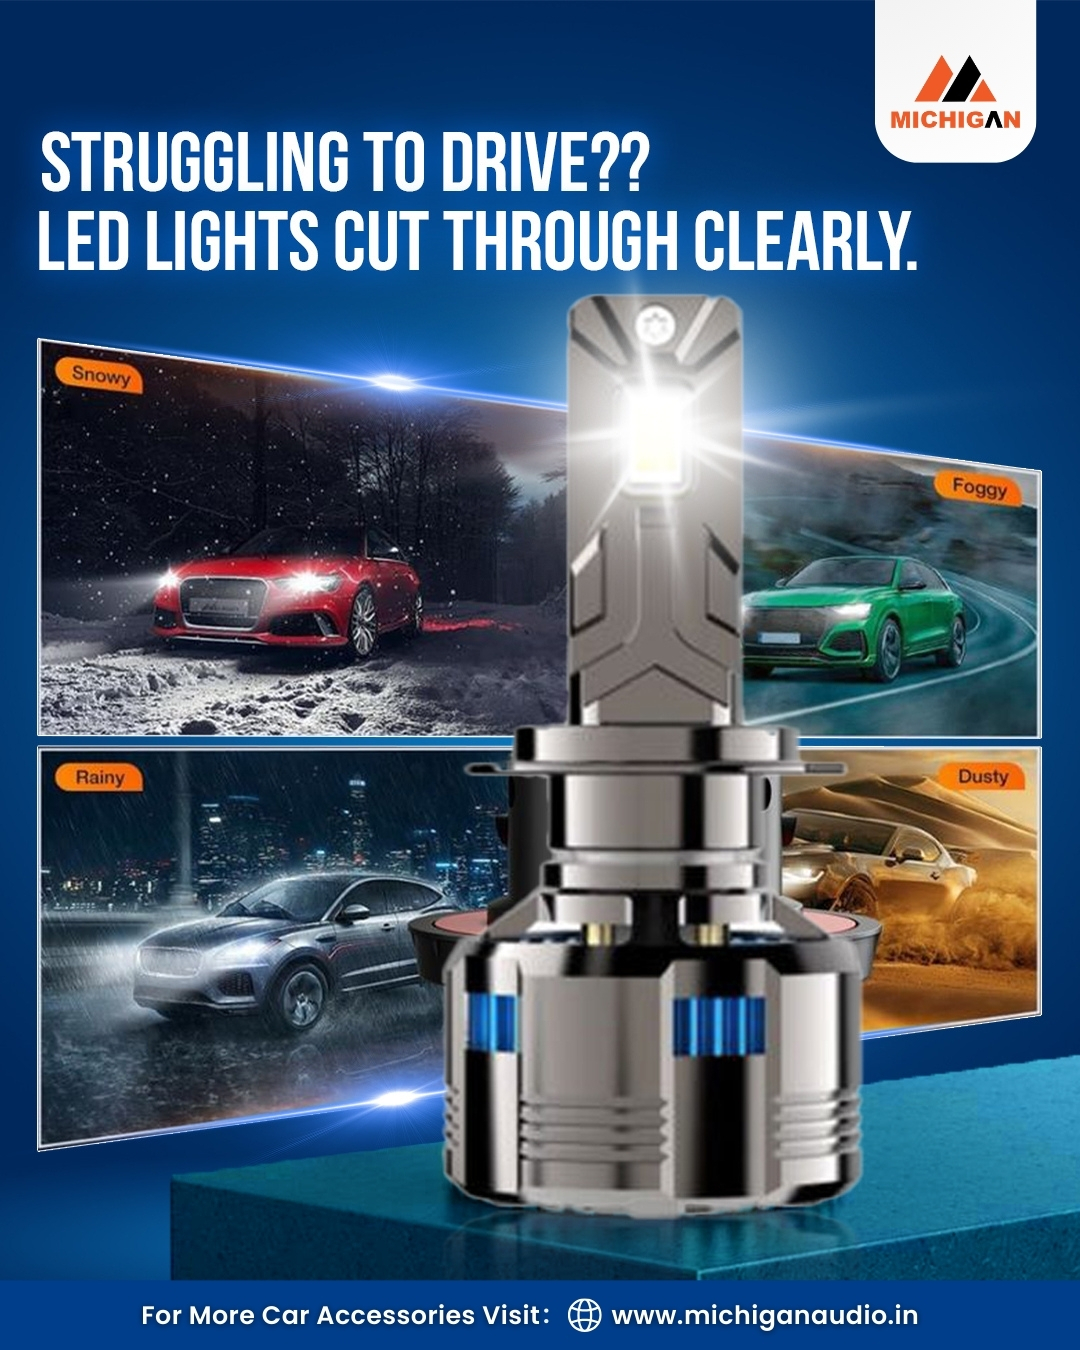 MICHIGAN
STRUGGLING TO DRIVE??
LED LIGHTS CUT THROUGH CLEARLY.
Snowy
Foggy
Rainy
Dusty
For More Car Accessories Visit: www.michiganaudio.in